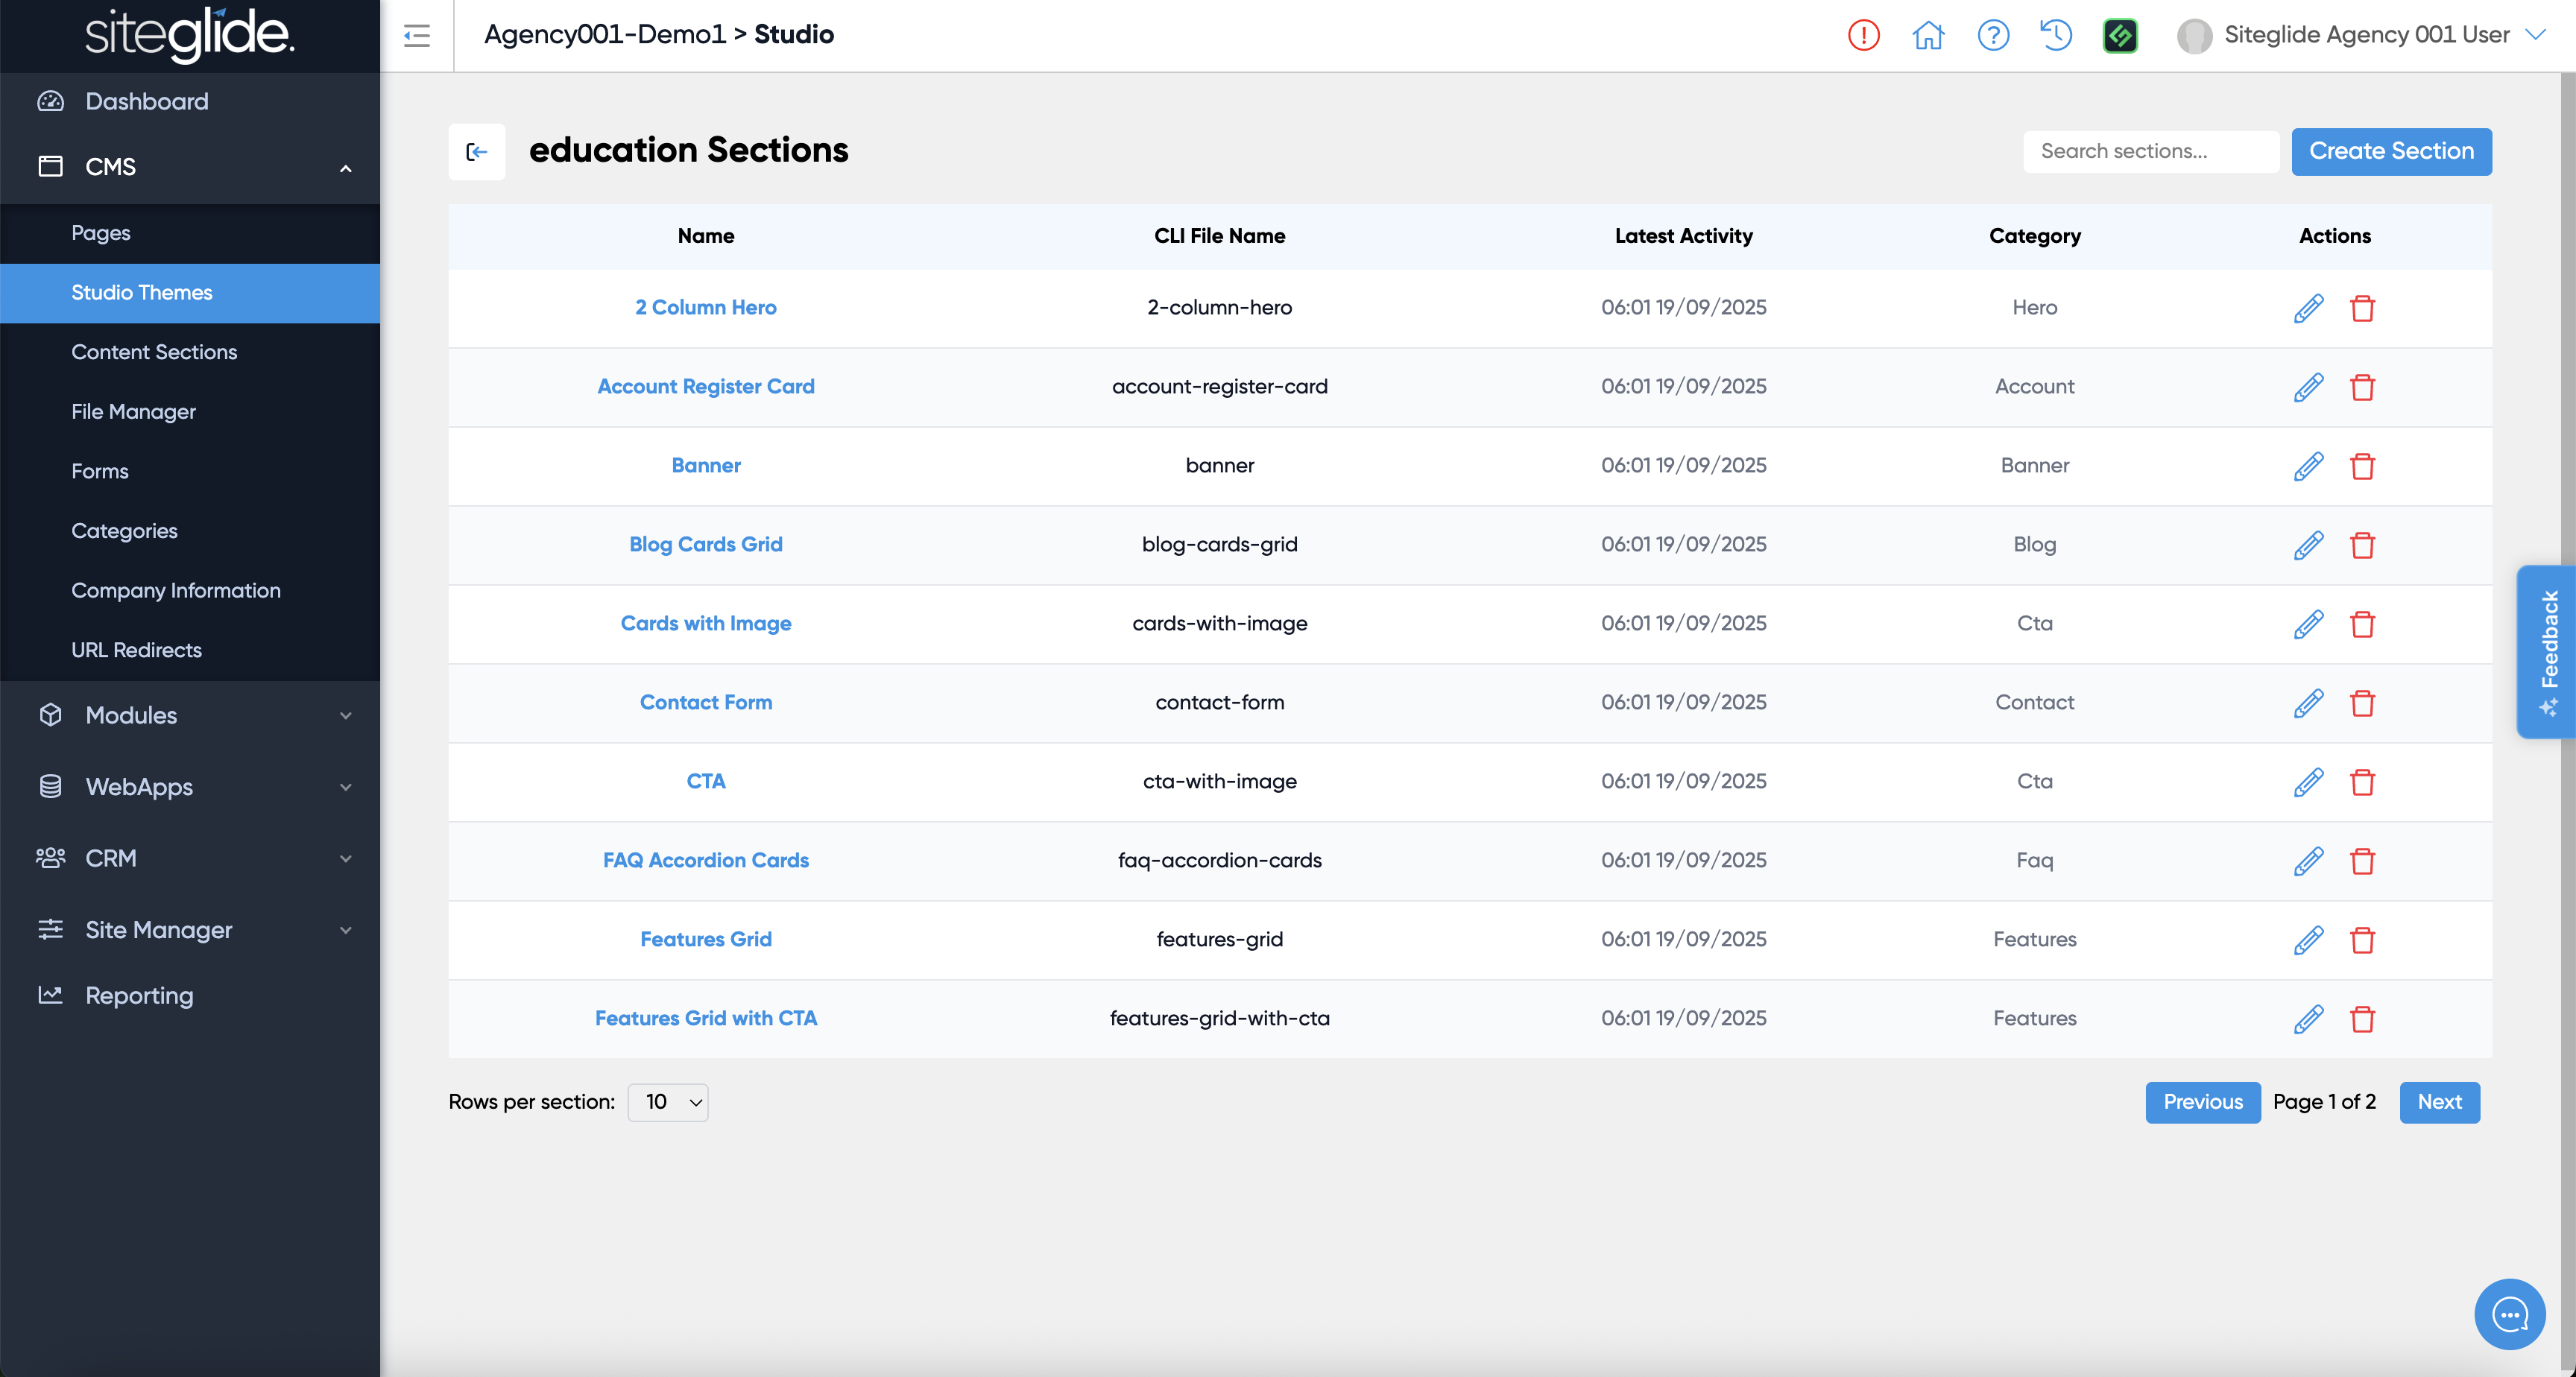 siteglide.
Agency001-Demo1 > Studio
Siteglide Agency 001 User
Dashboard
CMS
Pages
Studio Themes
Content Sections
File Manager
Forms
Categories
Company Information
URL Redirects
Modules
WebApps
CRM
Site Manager
Reporting
education Sections
Search sections...
Create Section
Name CLI File Name Latest Activity Category Actions
2 Column Hero 2-column-hero 06:01 19/09/2025 Hero
Account Register Card account-register-card 06:01 19/09/2025 Account
Banner banner 06:01 19/09/2025 Banner
Blog Cards Grid blog-cards-grid 06:01 19/09/2025 Blog
Cards with Image cards-with-image 06:01 19/09/2025 Cta
Contact Form contact-form 06:01 19/09/2025 Contact
CTA cta-with-image 06:01 19/09/2025 Cta
FAQ Accordion Cards faq-accordion-cards 06:01 19/09/2025 Faq
Features Grid features-grid 06:01 19/09/2025 Features
Features Grid with CTA features-grid-with-cta 06:01 19/09/2025 Features
Rows per section: 10
Previous Page 1 of 2 Next
Feedback